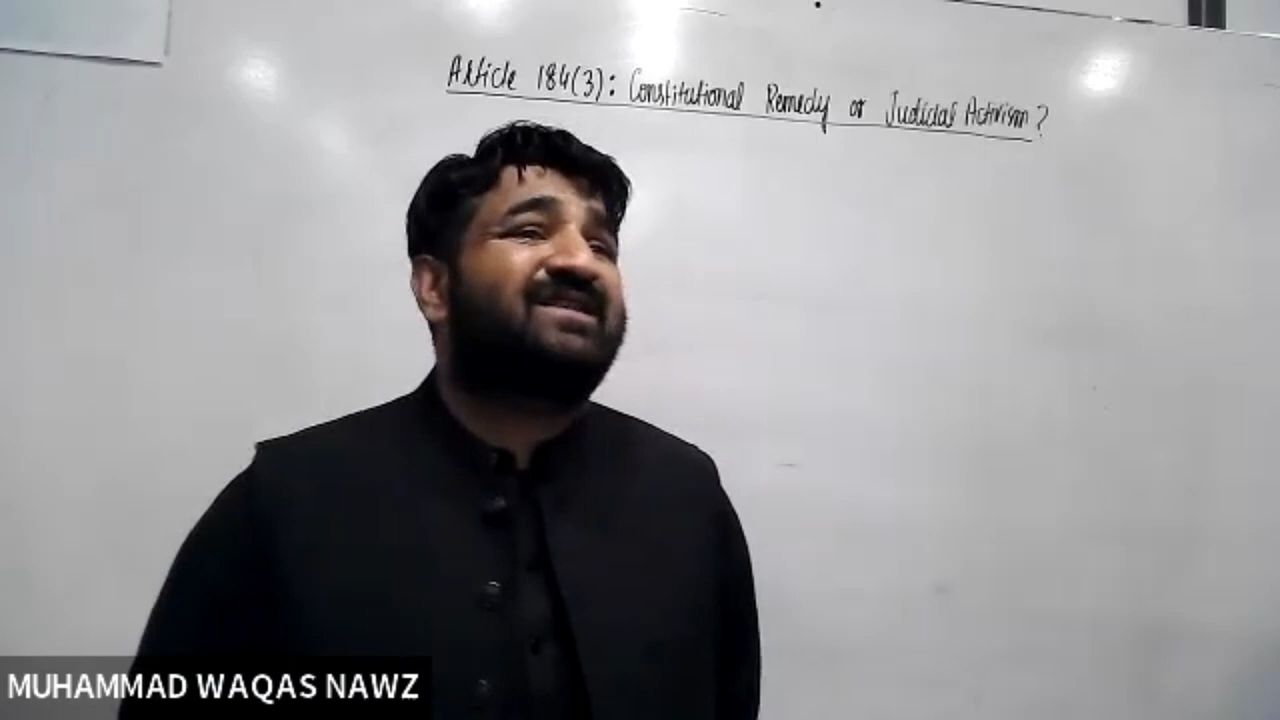 Article 184(3): Constitutional Remedy or Judicial Activism?
MUHAMMAD WAQAS NAWZ